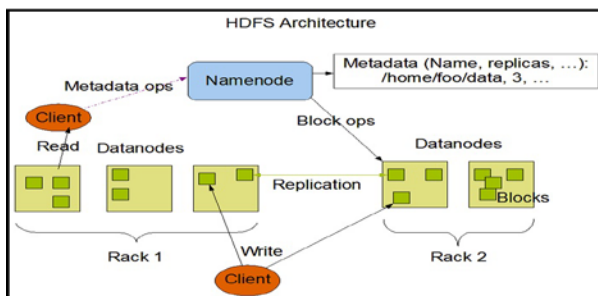 HDFS Architecture
Metadata (Name, replicas, …):
/home/foo/data, 3, …
Namenode
Metadata ops
Client
Block ops
Read
Datanodes
Datanodes
Replication
Blocks
Write
Rack 1
Rack 2
Client